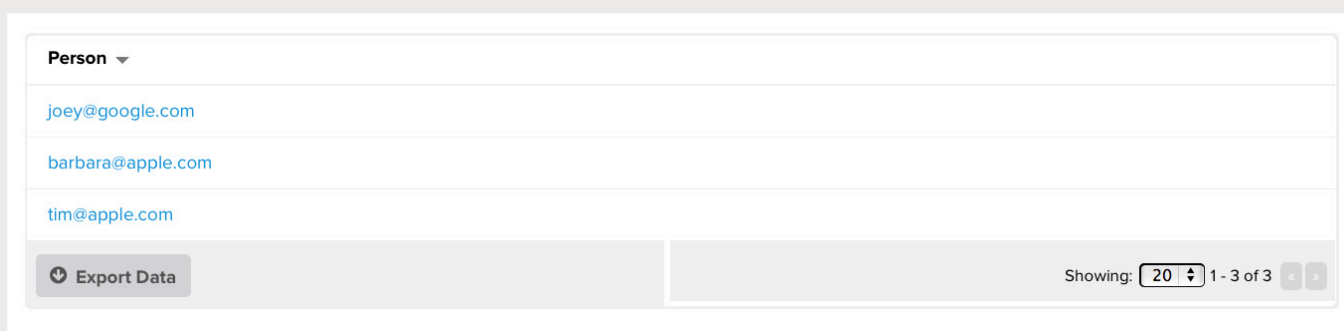 Person
joey@google.com
barbara@apple.com
tim@apple.com
Export Data
Showing: 20 1 - 3 of 3 « »